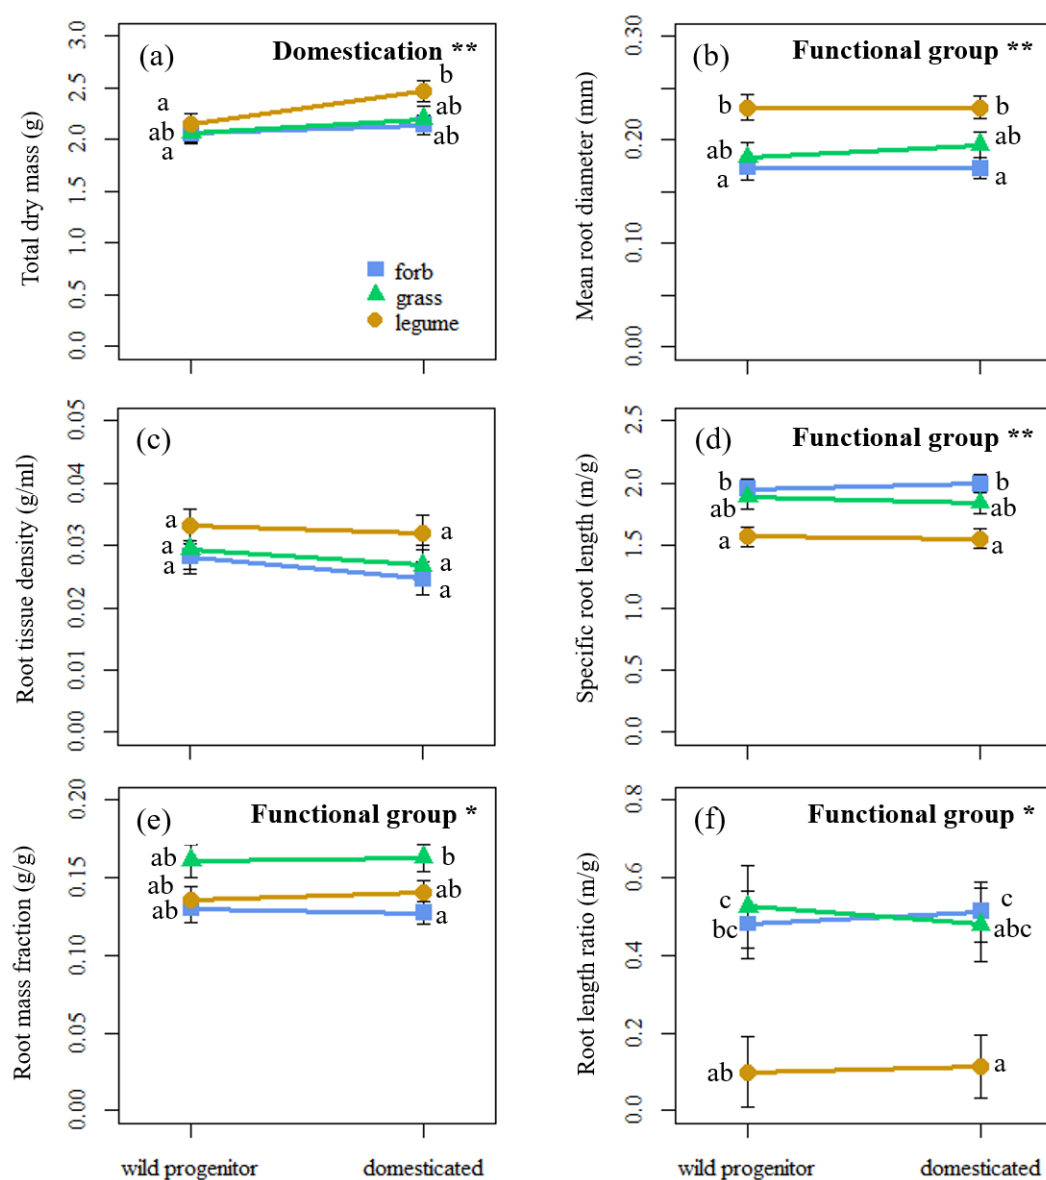 (a) Domestication **
Total dry mass (g)
3.0
2.5
2.0
1.5
1.0
0.5
0.0
a
ab
a
b
ab
ab
forb
grass
legume
(b) Functional group **
Mean root diameter (mm)
0.30
0.20
0.10
0.00
b
ab
a
b
ab
a
(c)
Root tissue density (g/ml)
0.05
0.04
0.03
0.02
0.01
0.00
a
a
a
a
a
a
(d) Functional group **
Specific root length (m/g)
2.5
2.0
1.5
1.0
0.5
0.0
b
ab
a
b
ab
a
(e) Functional group *
Root mass fraction (g/g)
0.20
0.15
0.10
0.05
0.00
ab
ab
ab
b
ab
a
wild progenitor domesticated
(f) Functional group *
Root length ratio (m/g)
0.8
0.6
0.4
0.2
0.0
c
bc
ab
c
abc
a
wild progenitor domesticated